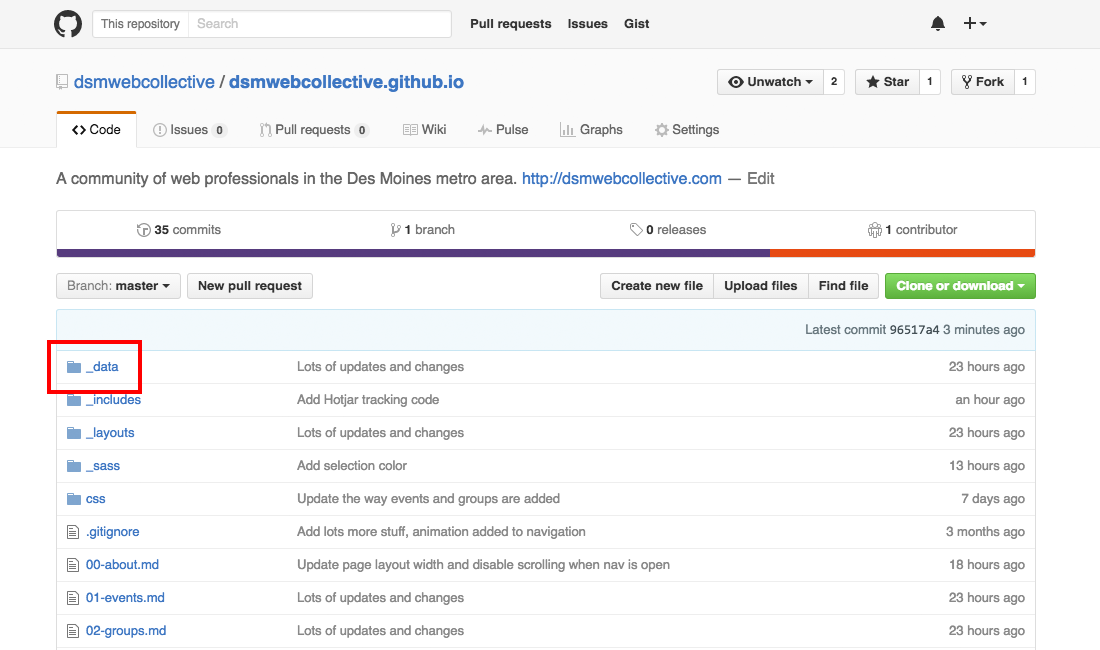 This repository Search Pull requests Issues Gist
dsmwebcollective / dsmwebcollective.github.io Unwatch 2 Star 1 Fork 1
Code Issues 0 Pull requests 0 Wiki Pulse Graphs Settings
A community of web professionals in the Des Moines metro area. http://dsmwebcollective.com — Edit
35 commits 1 branch 0 releases 1 contributor
Branch: master New pull request Create new file Upload files Find file Clone or download
Latest commit 96517a4 3 minutes ago
_data Lots of updates and changes 23 hours ago
_includes Add Hotjar tracking code an hour ago
_layouts Lots of updates and changes 23 hours ago
_sass Add selection color 13 hours ago
css Update the way events and groups are added 7 days ago
.gitignore Add lots more stuff, animation added to navigation 3 months ago
00-about.md Update page layout width and disable scrolling when nav is open 18 hours ago
01-events.md Lots of updates and changes 23 hours ago
02-groups.md Lots of updates and changes 23 hours ago